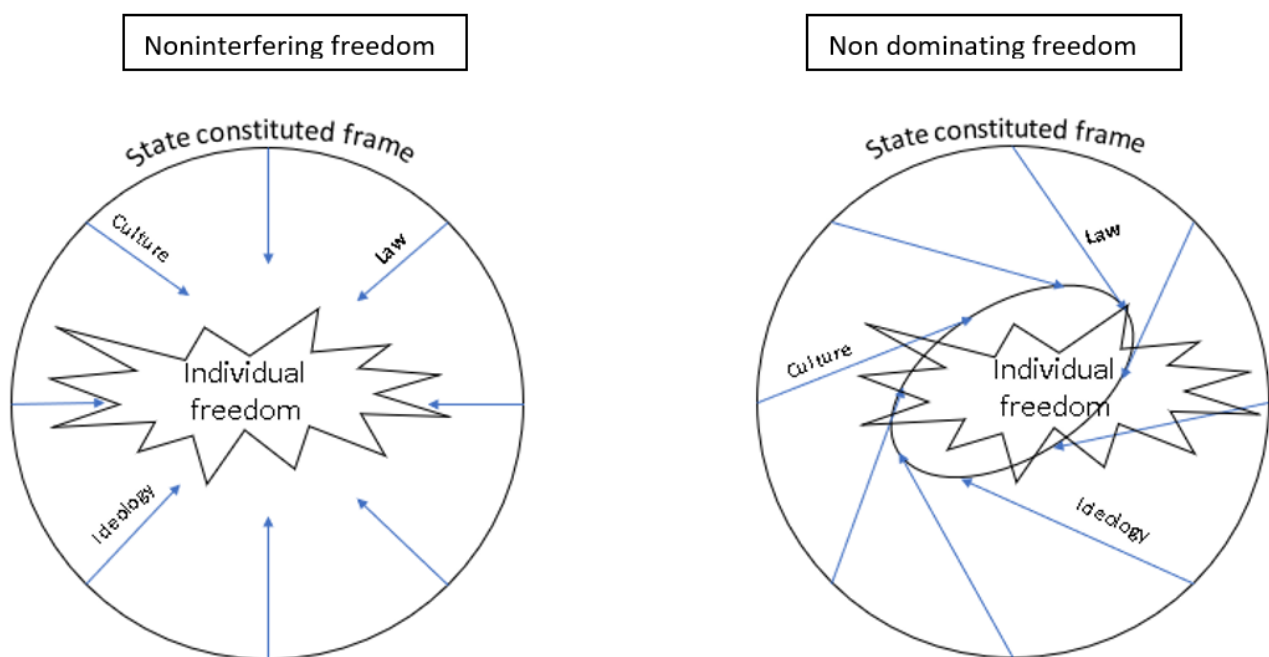 Noninterfering freedom
Non dominating freedom
State constituted frame
Culture
Law
Individual
freedom
Ideology
State constituted frame
Law
Culture
Individual
freedom
Ideology